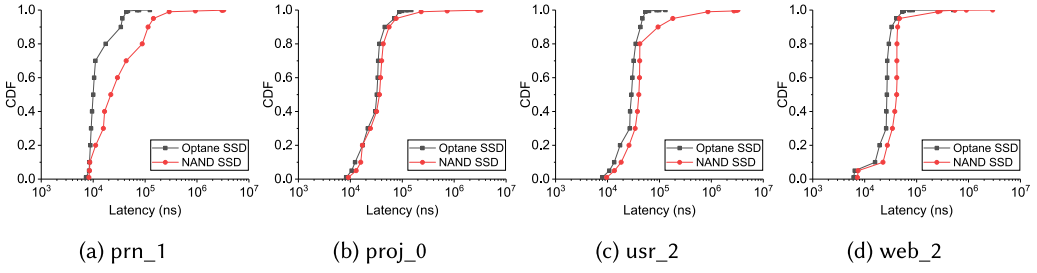 CDF
1.0
0.8
0.6
0.4
0.2
0.0
Optane SSD
NAND SSD
10³ 10⁴ 10⁵ 10⁶ 10⁷
Latency (ns)
(a) prn_1
CDF
1.0
0.8
0.6
0.4
0.2
0.0
Optane SSD
NAND SSD
10³ 10⁴ 10⁵ 10⁶ 10⁷
Latency (ns)
(b) proj_0
CDF
1.0
0.8
0.6
0.4
0.2
0.0
Optane SSD
NAND SSD
10³ 10⁴ 10⁵ 10⁶ 10⁷
Latency (ns)
(c) usr_2
CDF
1.0
0.8
0.6
0.4
0.2
0.0
Optane SSD
NAND SSD
10³ 10⁴ 10⁵ 10⁶ 10⁷
Latency (ns)
(d) web_2